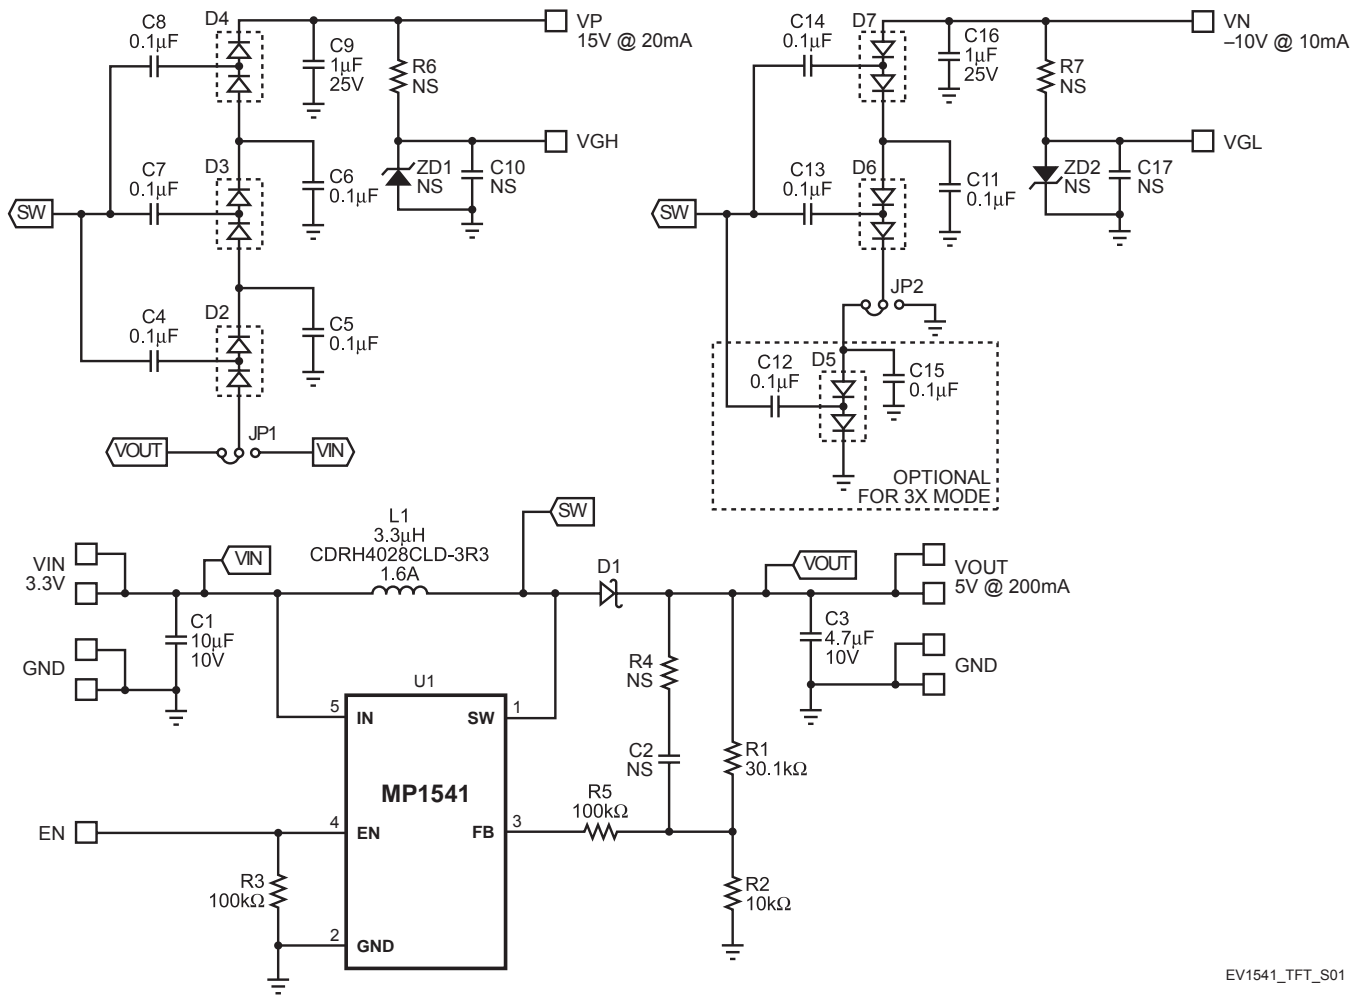 C8
0.1μF
D4
C9
1μF
25V
R6
NS
VP
15V @ 20mA
C7
0.1μF
D3
C6
0.1μF
ZD1
NS
C10
NS
VGH
SW
C4
0.1μF
D2
C5
0.1μF
VOUT
JP1
VIN
C14
0.1μF
D7
C16
1μF
25V
R7
NS
VN
–10V @ 10mA
C13
0.1μF
D6
C11
0.1μF
ZD2
NS
C17
NS
VGL
SW
JP2
C12
0.1μF
D5
C15
0.1μF
OPTIONAL
FOR 3X MODE
VIN
3.3V
VIN
L1
3.3μH
CDRH4028CLD-3R3
1.6A
SW
D1
VOUT
VOUT
5V @ 200mA
C1
10μF
10V
GND
C3
4.7μF
10V
GND
R4
NS
C2
NS
R1
30.1kΩ
U1
5
IN
SW
1
MP1541
EN
4
EN
FB
3
R5
100kΩ
R3
100kΩ
R2
10kΩ
2
GND
EV1541_TFT_S01